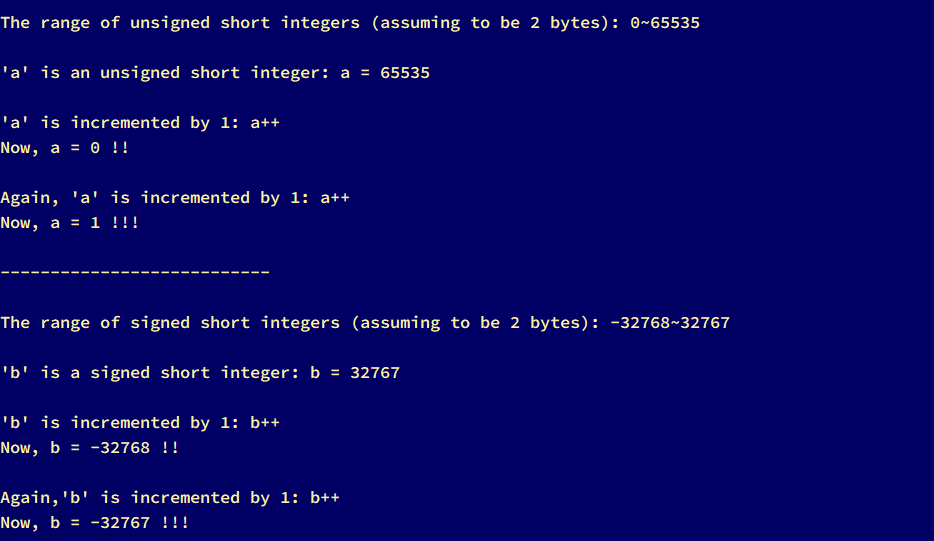 The range of unsigned short integers (assuming to be 2 bytes): 0~65535
'a' is an unsigned short integer: a = 65535
'a' is incremented by 1: a++
Now, a = 0 !!
Again, 'a' is incremented by 1: a++
Now, a = 1 !!!
---------------------------
The range of signed short integers (assuming to be 2 bytes): -32768~32767
'b' is a signed short integer: b = 32767
'b' is incremented by 1: b++
Now, b = -32768 !!
Again,'b' is incremented by 1: b++
Now, b = -32767 !!!